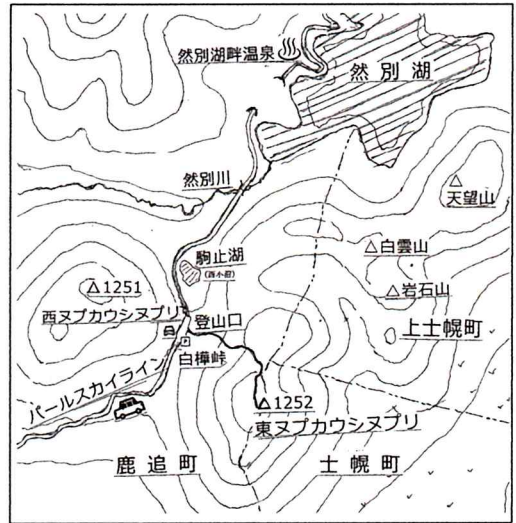 然別湖畔温泉
然別湖
然別川
天望山
駒止湖
白雲山
△1251
岩石山
西ヌプカウシヌプリ
登山口
上士幌町
白樺峠
パールスカイライン
△1252
東ヌプカウシヌプリ
鹿追町
士幌町